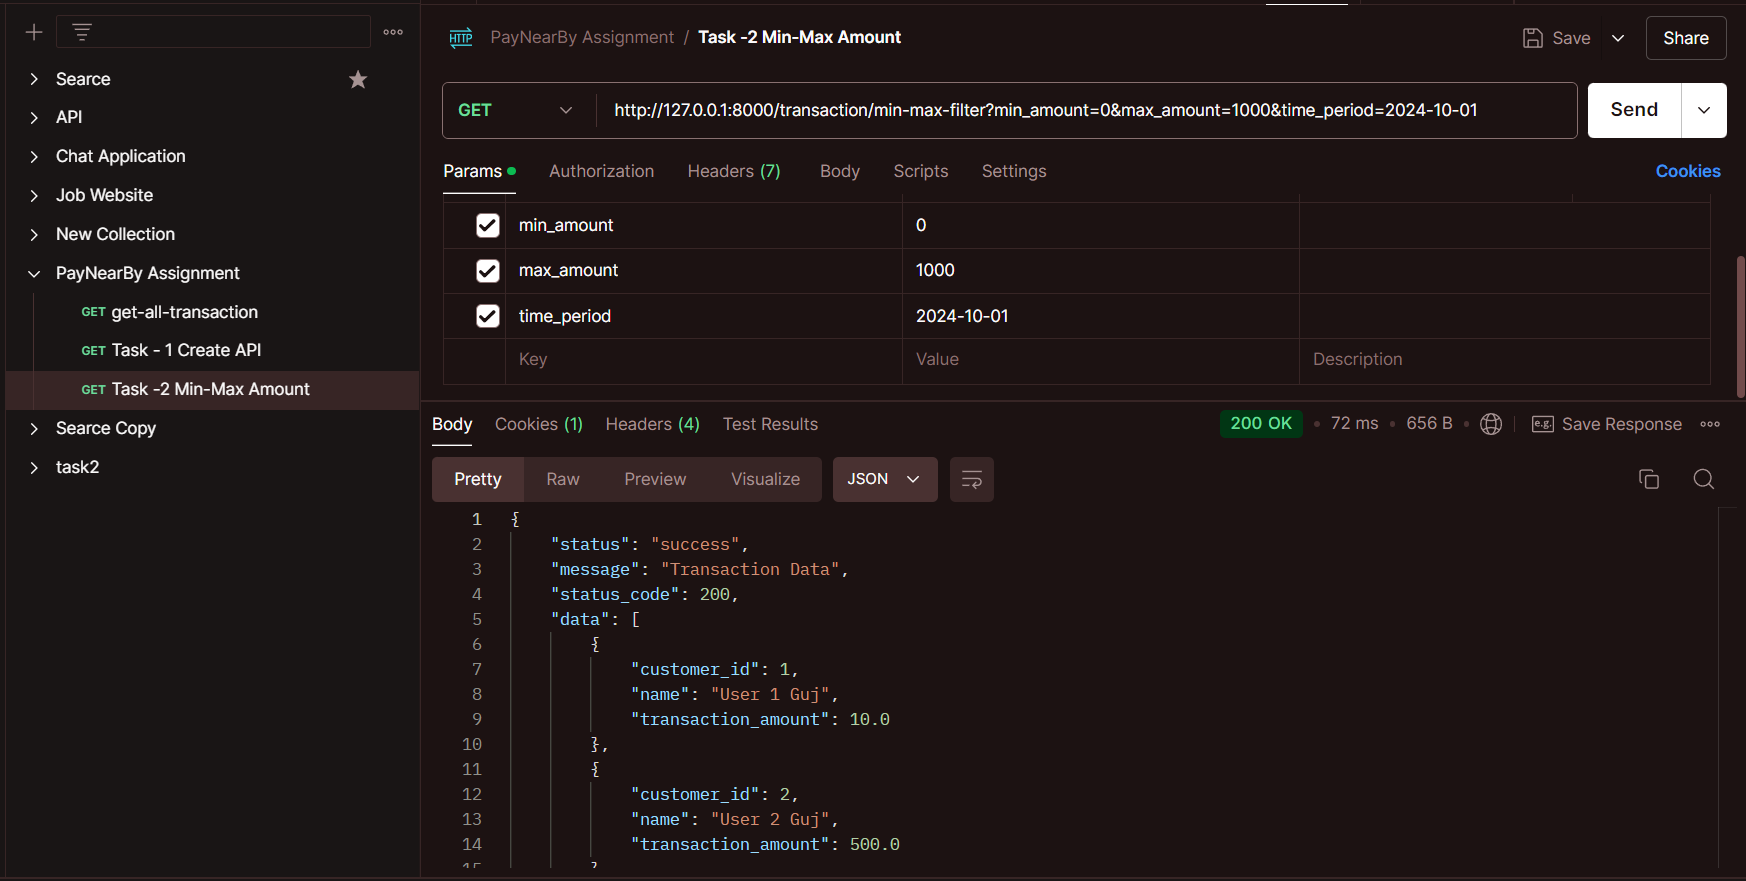 Searce
API
Chat Application
Job Website
New Collection
PayNearBy Assignment
GET get-all-transaction
GET Task - 1 Create API
GET Task -2 Min-Max Amount
Searce Copy
task2
HTTP PayNearBy Assignment / Task -2 Min-Max Amount
Save
Share
GET http://127.0.0.1:8000/transaction/min-max-filter?min_amount=0&max_amount=1000&time_period=2024-10-01
Send
Params Authorization Headers (7) Body Scripts Settings
Cookies
min_amount 0
max_amount 1000
time_period 2024-10-01
Key Value Description
Body Cookies (1) Headers (4) Test Results
200 OK • 72 ms • 656 B • e.g. Save Response
Pretty Raw Preview Visualize JSON
1 {
2 "status": "success",
3 "message": "Transaction Data",
4 "status_code": 200,
5 "data": [
6 {
7 "customer_id": 1,
8 "name": "User 1 Guj",
9 "transaction_amount": 10.0
10 },
11 {
12 "customer_id": 2,
13 "name": "User 2 Guj",
14 "transaction_amount": 500.0
15 }